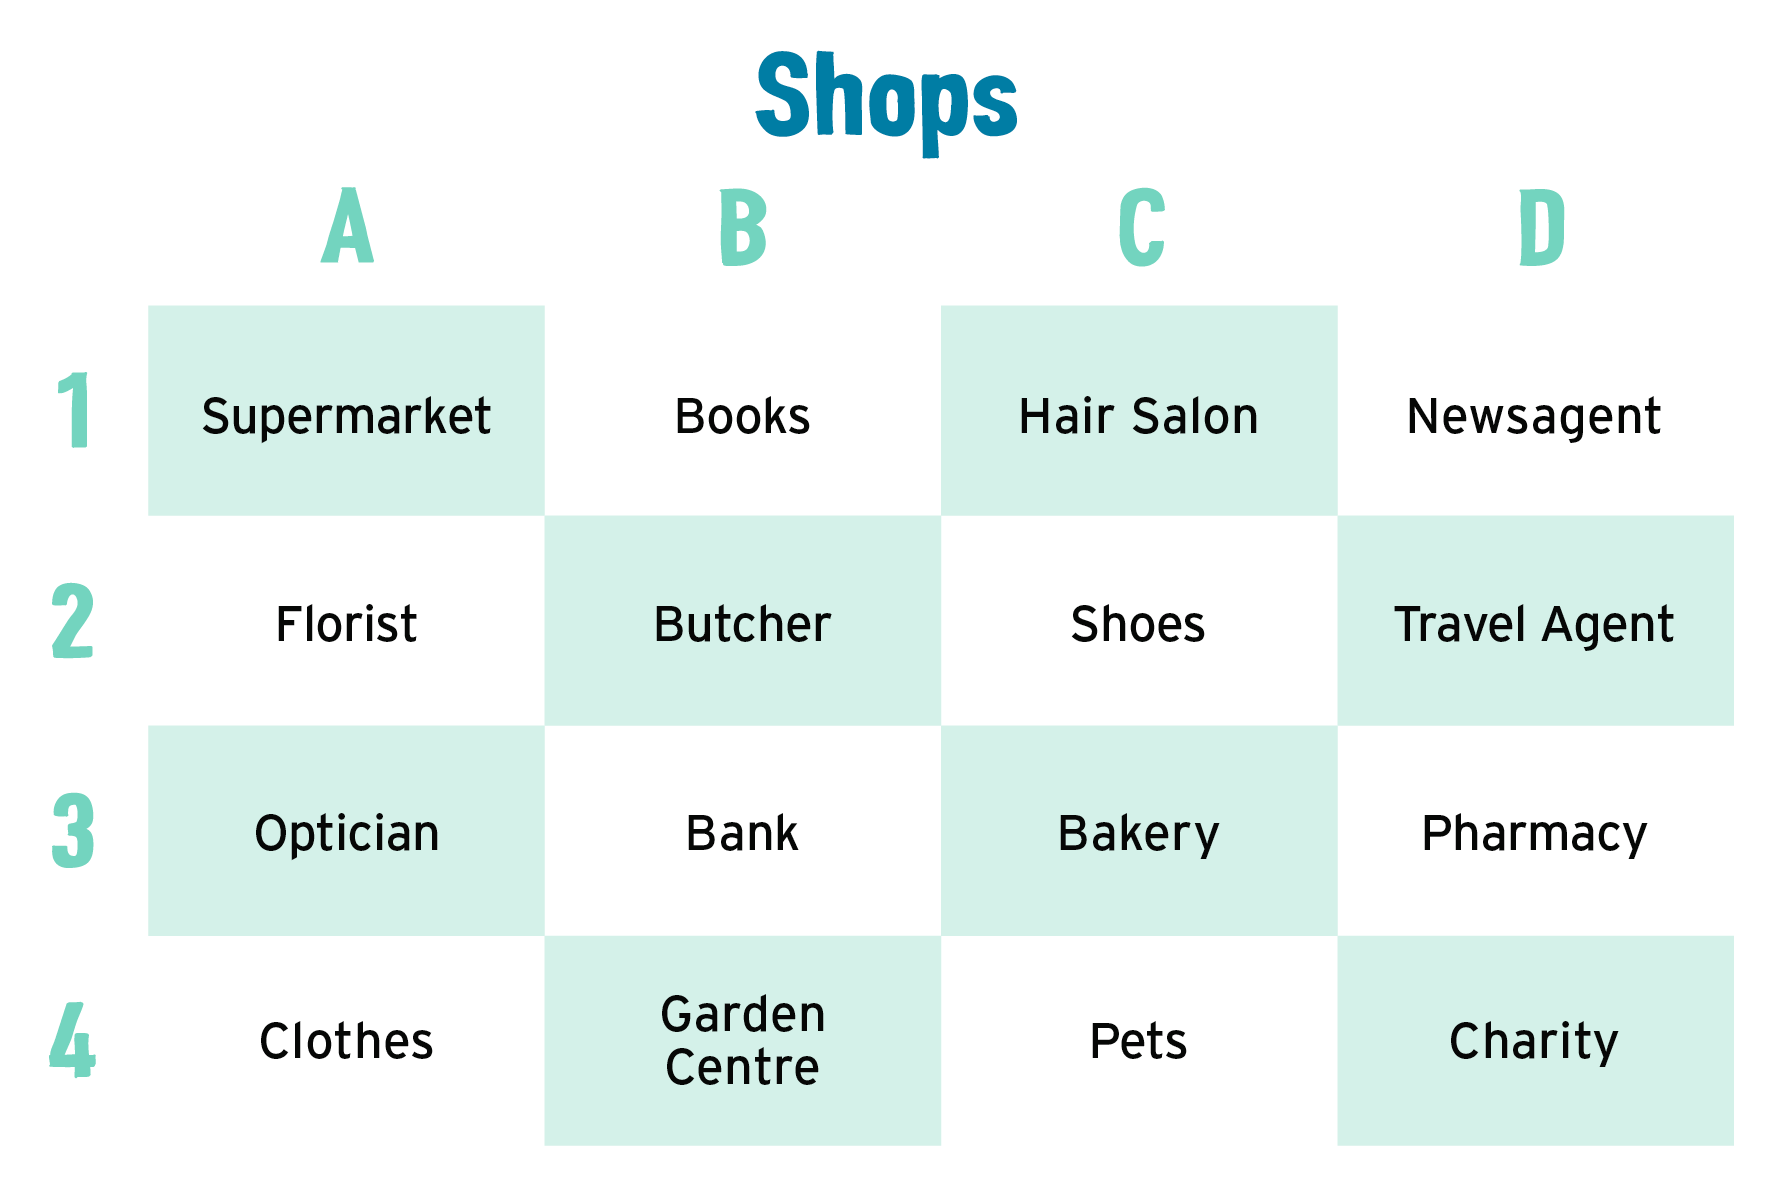 Shops
A B C D
1 Supermarket Books Hair Salon Newsagent
2 Florist Butcher Shoes Travel Agent
3 Optician Bank Bakery Pharmacy
4 Clothes Garden Centre Pets Charity